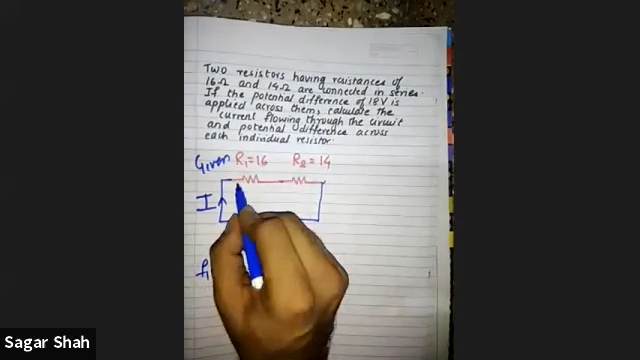 Two resistors having resistances of
16Ω and 14Ω are connected in series.
If the potential difference of 18V is
applied across them, calculate the
current flowing through the circuit
and potential difference across
each individual resistor.
Given R1=16 R2=14
I
Sagar Shah